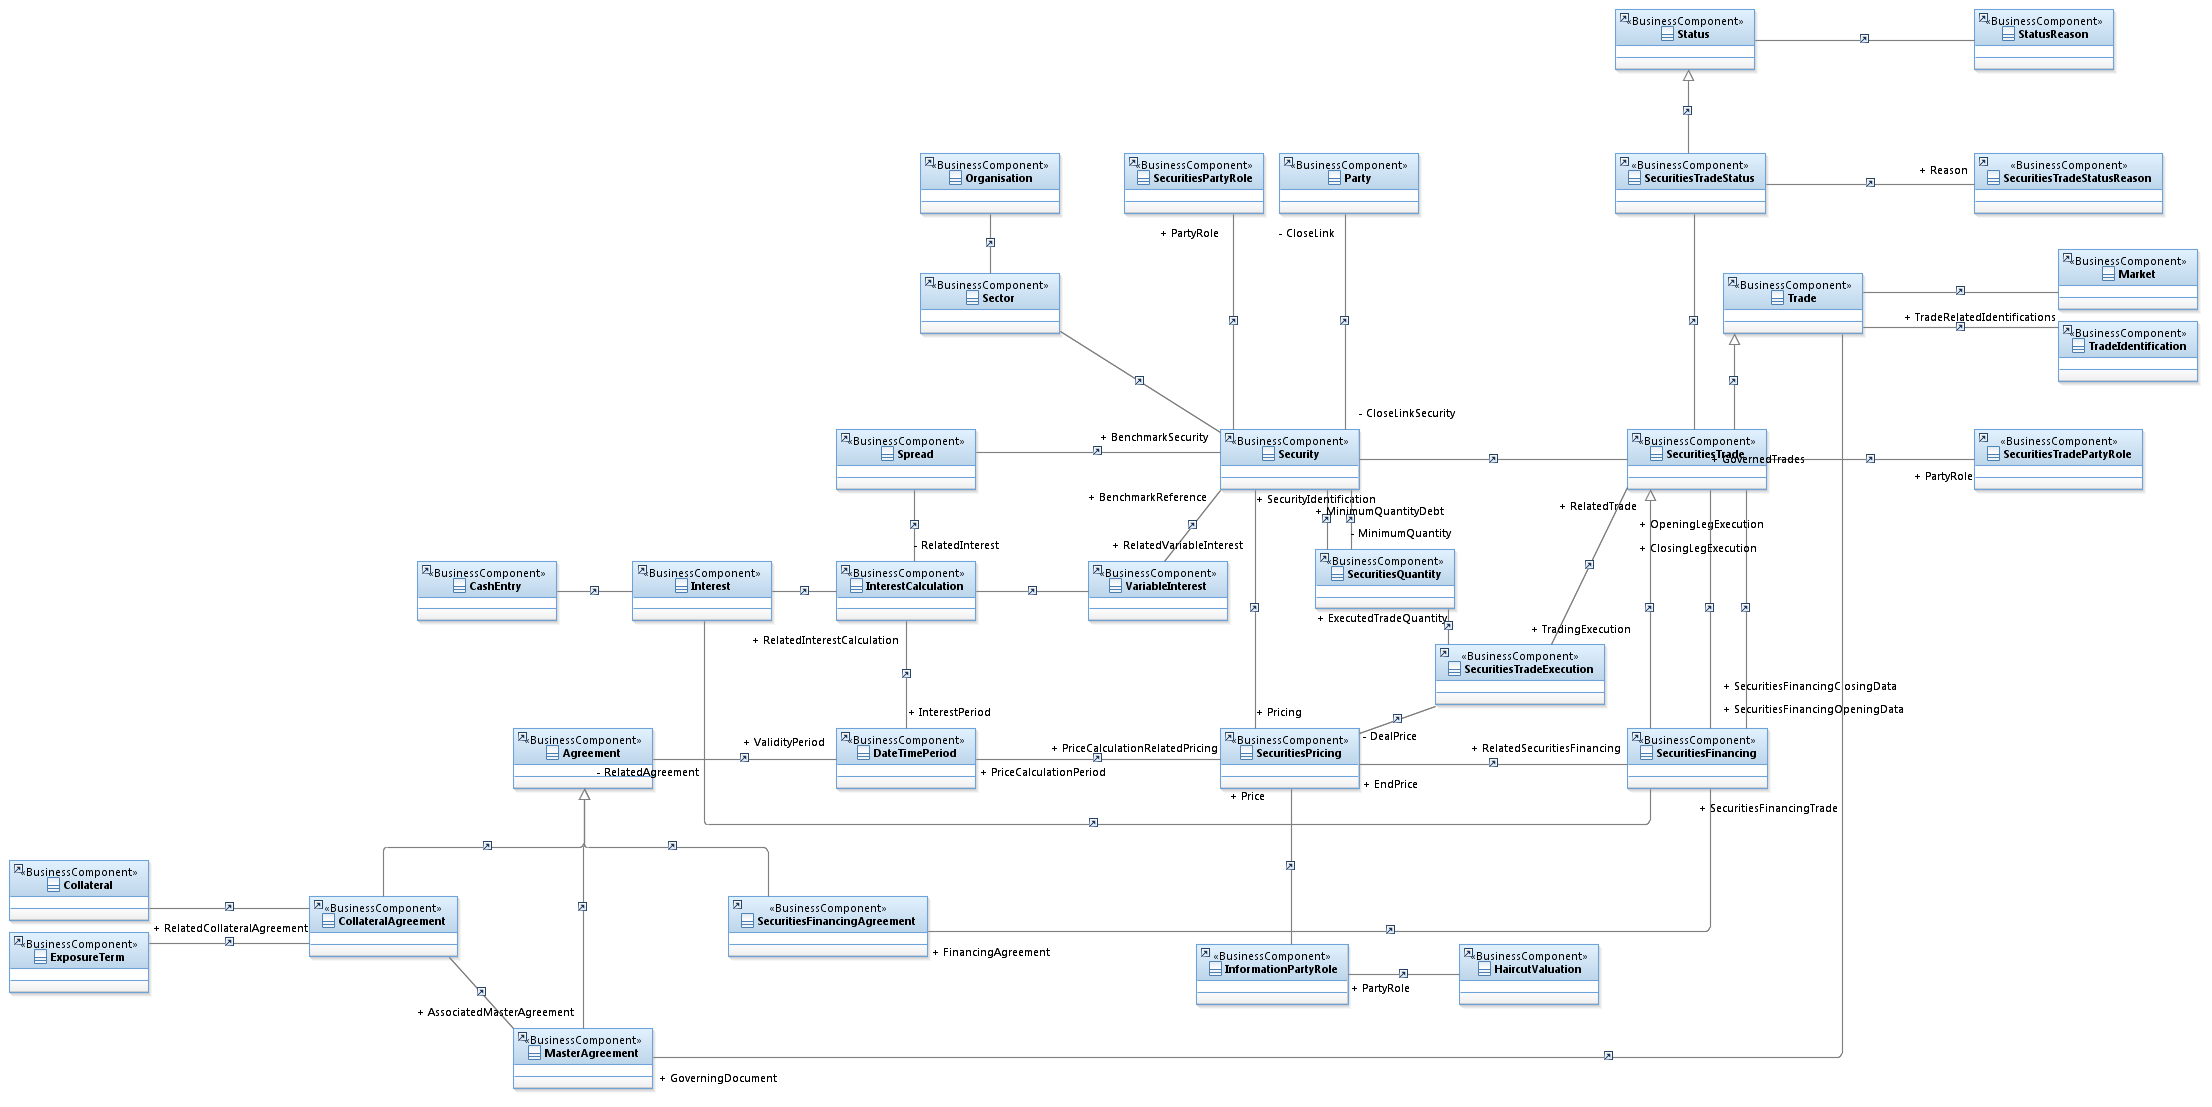 «BusinessComponent»
Status
«BusinessComponent»
StatusReason
«BusinessComponent»
Organisation
«BusinessComponent»
SecuritiesPartyRole
«BusinessComponent»
Party
«BusinessComponent»
SecuritiesTradeStatus
+ Reason
«BusinessComponent»
SecuritiesTradeStatusReason
+ PartyRole
- CloseLink
«BusinessComponent»
Sector
«BusinessComponent»
Trade
«BusinessComponent»
Market
+ TradeRelatedIdentifications
«BusinessComponent»
TradeIdentification
- CloseLinkSecurity
«BusinessComponent»
Spread
+ BenchmarkSecurity
«BusinessComponent»
Security
«BusinessComponent»
SecuritiesTrade
+ GovernedTrades
«BusinessComponent»
SecuritiesTradePartyRole
+ PartyRole
+ BenchmarkReference
+ SecurityIdentification
+ MinimumQuantityDebt
- MinimumQuantity
+ RelatedTrade
+ OpeningLegExecution
+ ClosingLegExecution
- RelatedInterest
+ RelatedVariableInterest
«BusinessComponent»
CashEntry
«BusinessComponent»
Interest
«BusinessComponent»
InterestCalculation
«BusinessComponent»
VariableInterest
«BusinessComponent»
SecuritiesQuantity
+ ExecutedTradeQuantity
+ TradingExecution
+ RelatedInterestCalculation
«BusinessComponent»
SecuritiesTradeExecution
+ SecuritiesFinancingClosingData
+ SecuritiesFinancingOpeningData
+ InterestPeriod
+ Pricing
«BusinessComponent»
Agreement
+ ValidityPeriod
- RelatedAgreement
«BusinessComponent»
DateTimePeriod
+ PriceCalculationRelatedPricing
+ PriceCalculationPeriod
«BusinessComponent»
SecuritiesPricing
- DealPrice
+ RelatedSecuritiesFinancing
+ EndPrice
+ Price
«BusinessComponent»
SecuritiesFinancing
+ SecuritiesFinancingTrade
«BusinessComponent»
Collateral
«BusinessComponent»
CollateralAgreement
+ RelatedCollateralAgreement
«BusinessComponent»
ExposureTerm
«BusinessComponent»
SecuritiesFinancingAgreement
+ FinancingAgreement
«BusinessComponent»
InformationPartyRole
+ PartyRole
«BusinessComponent»
HaircutValuation
+ AssociatedMasterAgreement
«BusinessComponent»
MasterAgreement
+ GoverningDocument